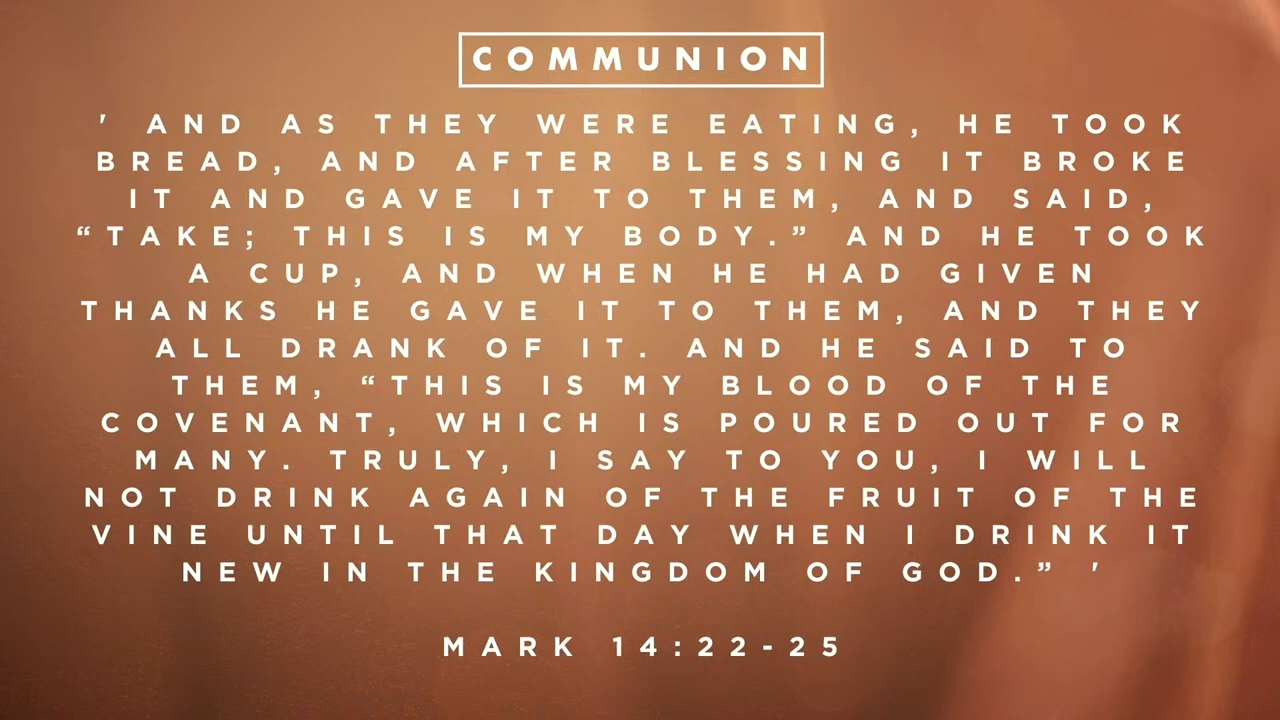 COMMUNION
' AND AS THEY WERE EATING, HE TOOK
BREAD, AND AFTER BLESSING IT BROKE
IT AND GAVE IT TO THEM, AND SAID,
“TAKE; THIS IS MY BODY.” AND HE TOOK
A CUP, AND WHEN HE HAD GIVEN
THANKS HE GAVE IT TO THEM, AND THEY
ALL DRANK OF IT. AND HE SAID TO
THEM, “THIS IS MY BLOOD OF THE
COVENANT, WHICH IS POURED OUT FOR
MANY. TRULY, I SAY TO YOU, I WILL
NOT DRINK AGAIN OF THE FRUIT OF THE
VINE UNTIL THAT DAY WHEN I DRINK IT
NEW IN THE KINGDOM OF GOD.” '
MARK 14:22-25